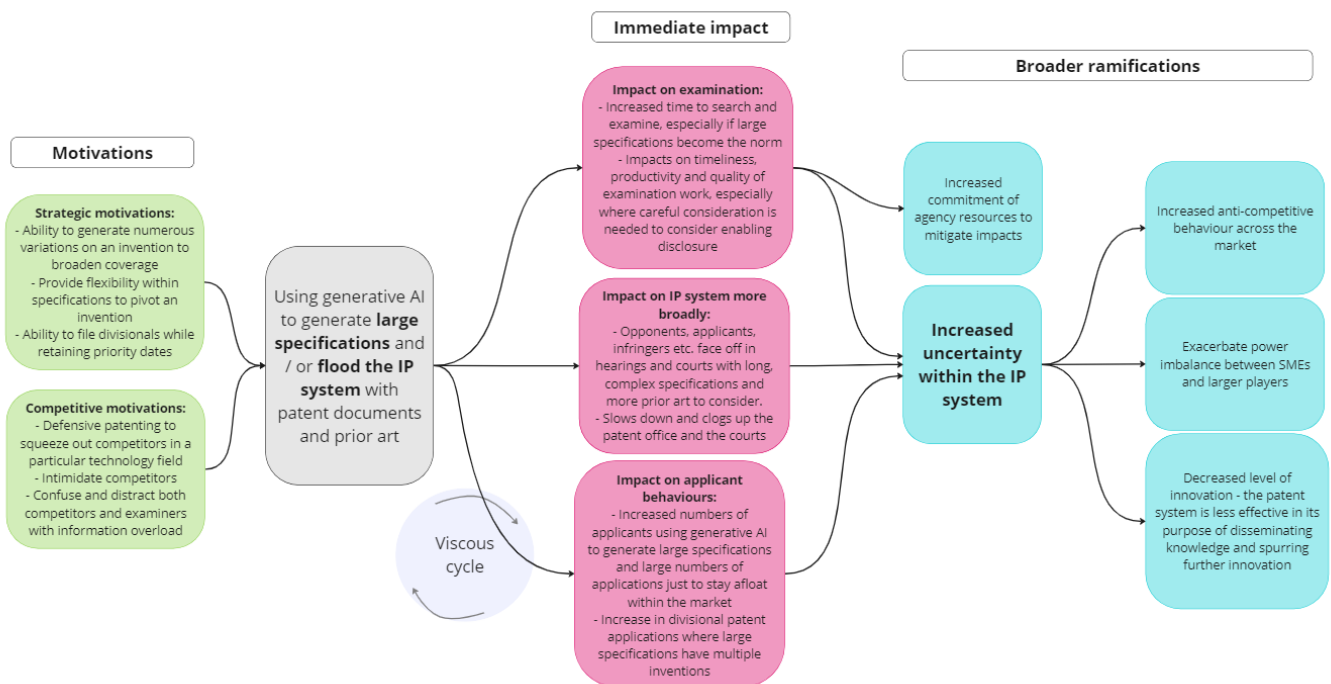 Motivations
Strategic motivations:
- Ability to generate numerous
variations on an invention to
broaden coverage
- Provide flexibility within
specifications to pivot an
invention
- Ability to file divisionals while
retaining priority dates
Competitive motivations:
- Defensive patenting to
squeeze out competitors in a
particular technology field
- Intimidate competitors
- Confuse and distract both
competitors and examiners
with information overload
Using generative AI
to generate large
specifications and
/ or flood the IP
system with
patent documents
and prior art
Viscous
cycle
Immediate impact
Impact on examination:
- Increased time to search and
examine, especially if large
specifications become the norm
- Impacts on timeliness,
productivity and quality of
examination work, especially
where careful consideration is
needed to consider enabling
disclosure
Impact on IP system more
broadly:
- Opponents, applicants,
infringers etc. face off in
hearings and courts with long,
complex specifications and
more prior art to consider.
- Slows down and clogs up the
patent office and the courts
Impact on applicant
behaviours:
- Increased numbers of
applicants using generative AI
to generate large specifications
and large numbers of
applications just to stay afloat
within the market
- Increase in divisional patent
applications where large
specifications have multiple
inventions
Broader ramifications
Increased
commitment of
agency resources to
mitigate impacts
Increased
uncertainty
within the IP
system
Increased anti-competitive
behaviour across the
market
Exacerbate power
imbalance between SMEs
and larger players
Decreased level of
innovation - the patent
system is less effective in its
purpose of disseminating
knowledge and spurring
further innovation